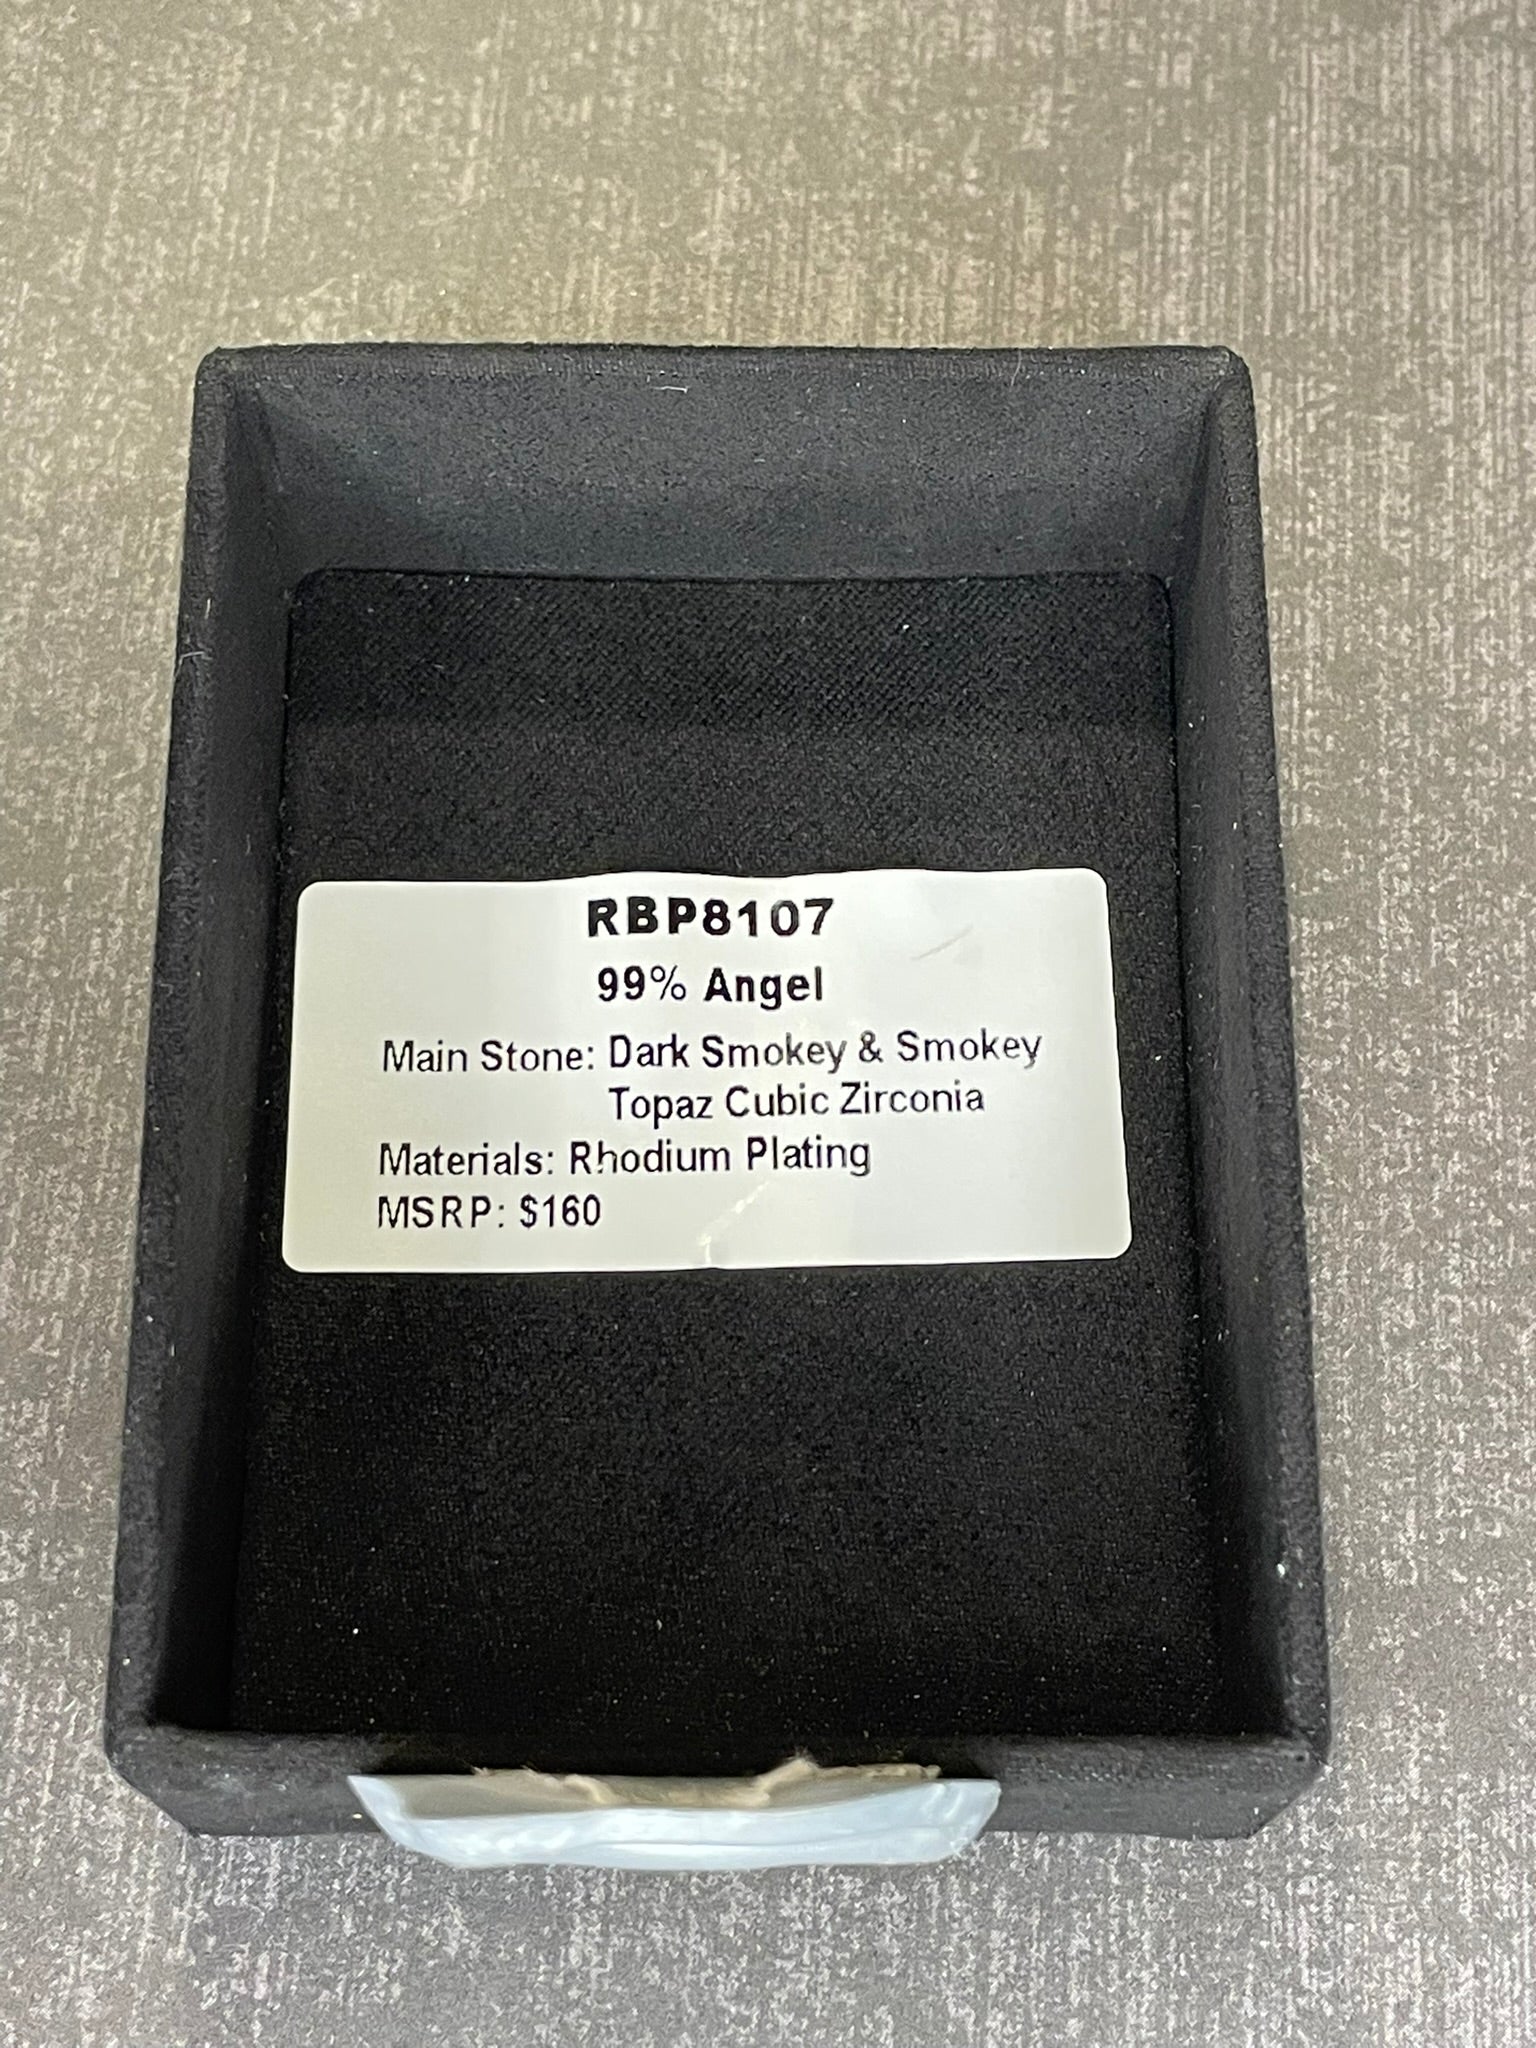 RBP8107
99% Angel
Main Stone: Dark Smokey & Smokey
Topaz Cubic Zirconia
Materials: Rhodium Plating
MSRP: $160